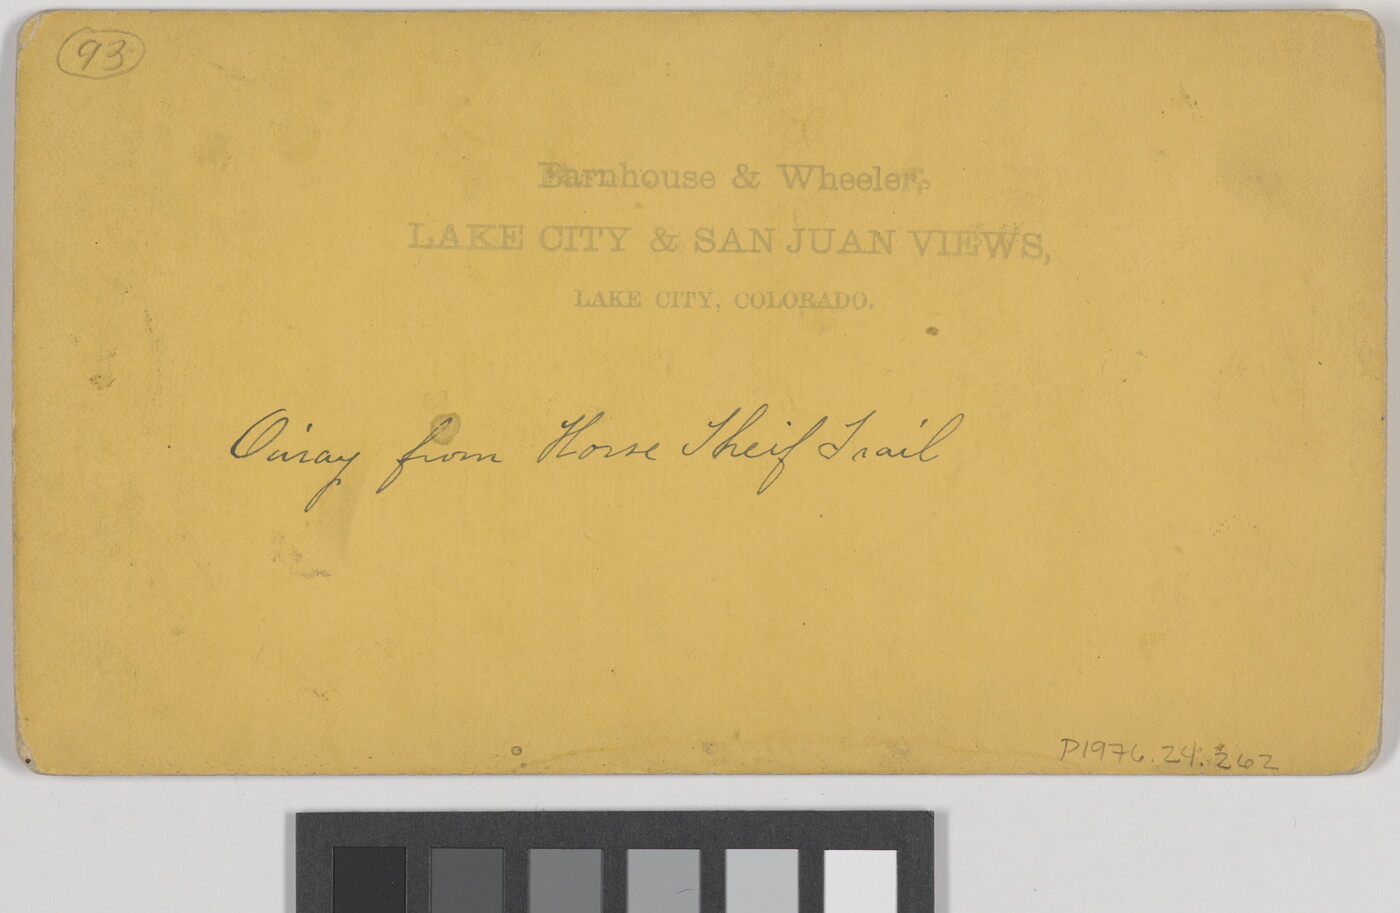 93
Barnhouse & Wheeler,
LAKE CITY & SAN JUAN VIEWS,
LAKE CITY, COLORADO.
Ouray from Horse Theif Trail
P1976.24.262